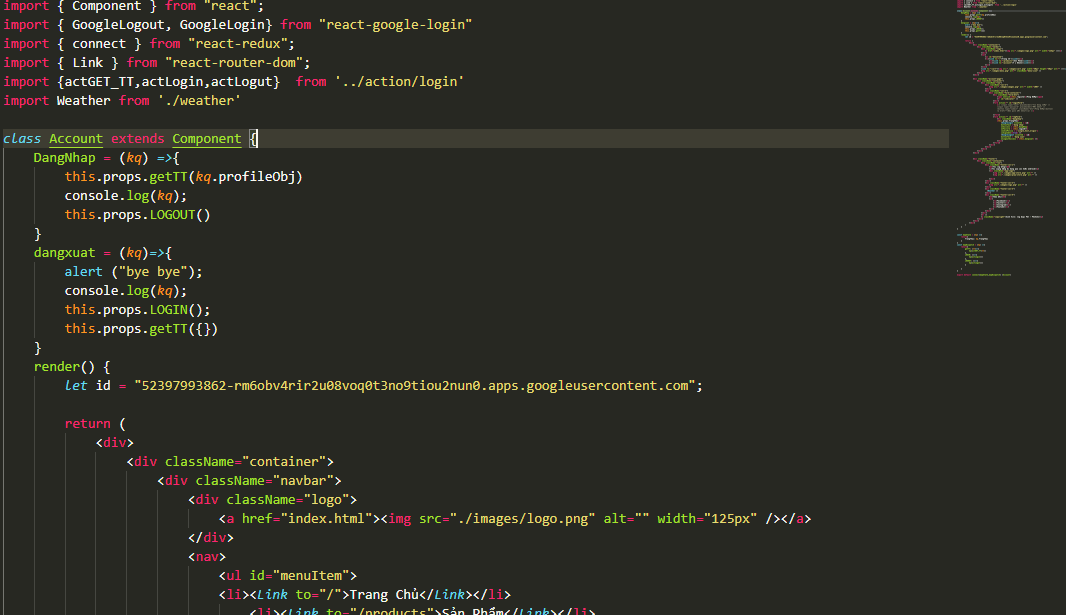 import { Component } from "react";
import { GoogleLogout, GoogleLogin} from "react-google-login"
import { connect } from "react-redux";
import { Link } from "react-router-dom";
import {actGET_TT,actLogin,actLogut}  from '../action/login'
import Weather from './weather'
class Account extends Component {
DangNhap = (kq) =>{
this.props.getTT(kq.profileObj)
console.log(kq);
this.props.LOGOUT()
}
dangxuat = (kq)=>{
alert ("bye bye");
console.log(kq);
this.props.LOGIN();
this.props.getTT({})
}
render() {
let id = "52397993862-rm6obv4rir2u08voq0t3no9tiou2nun0.apps.googleusercontent.com";
return (
<div>
<div className="container">
<div className="navbar">
<div className="logo">
<a href="index.html"><img src="./images/logo.png" alt="" width="125px" /></a>
</div>
<nav>
<ul id="menuItem">
<li><Link to="/">Trang Chủ</Link></li>
<li><Link to="/products">Sản Phẩm</Link></li>